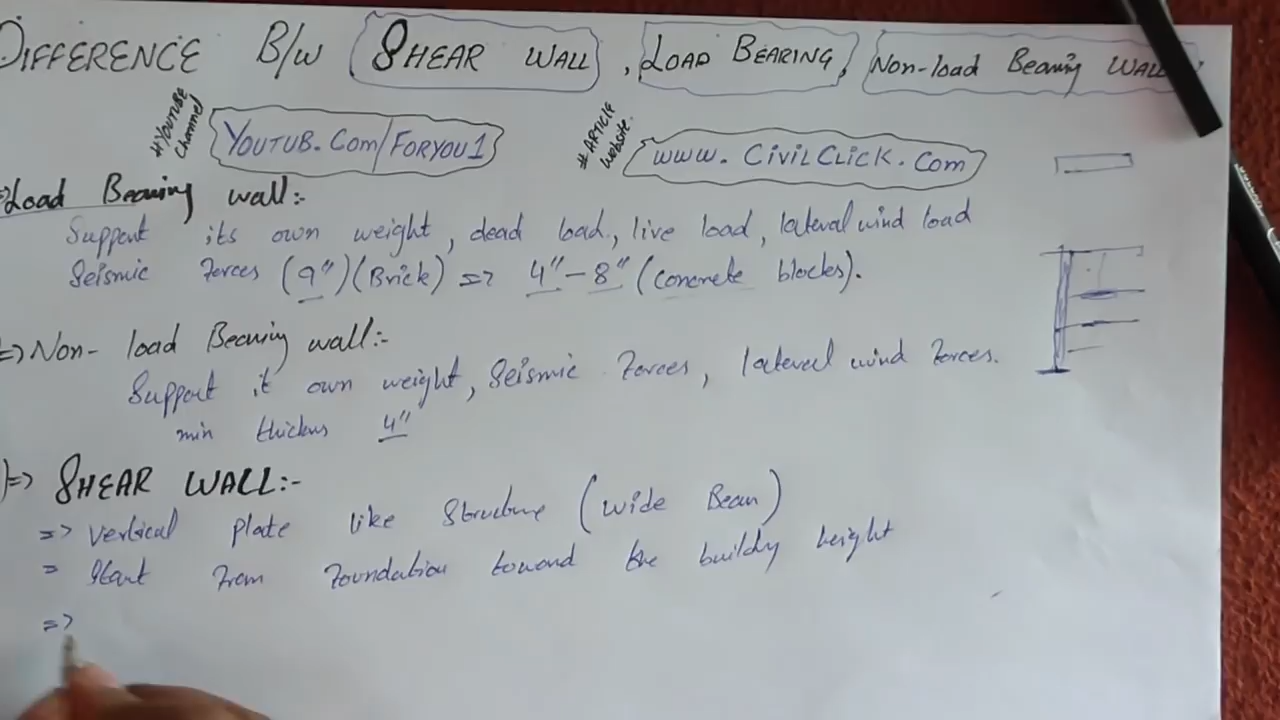 DIFFERENCE B/W SHEAR WALL, LOAD BEARING, Non-load Bearing WALL
#YOUTUBE Channel
YOUTUB.Com/FORYOU1
#ARTICLE website.
www.CIVILCLICK.Com
=>Load Bearing wall:-
Support its own weight, dead load, live load, lateral wind load
Seismic Forces (9")(Brick) => 4"-8" (concrete blocks).
=> Non-load Bearing wall:-
Support it own weight, Seismic Forces, lateral wind Forces.
min thickns 4"
=> SHEAR WALL:-
=> vertical plate like Structure (wide Beam)
= Start From Foundation toward the buildy height
=>